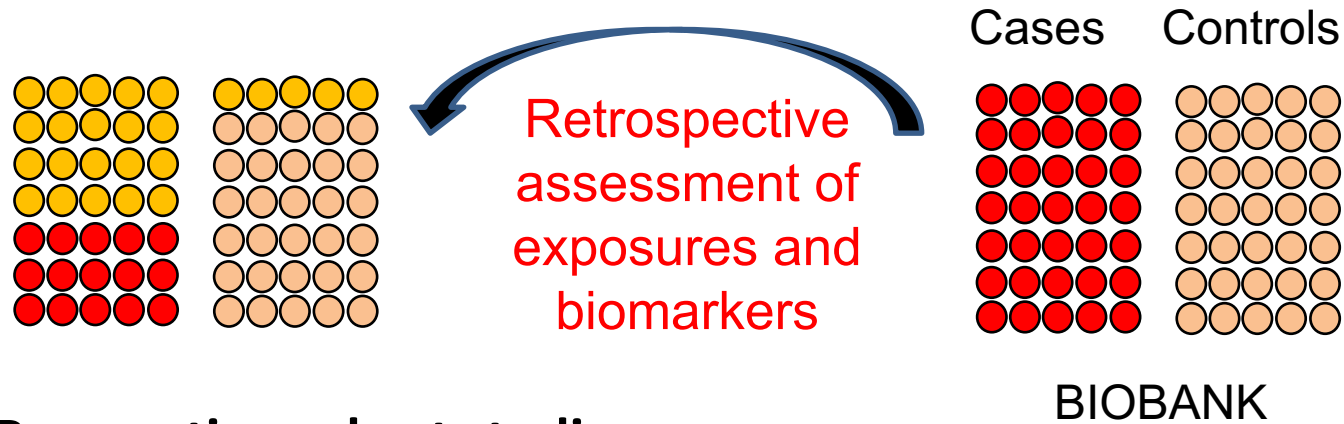 Cases Controls
Retrospective
assessment of
exposures and
biomarkers
BIOBANK